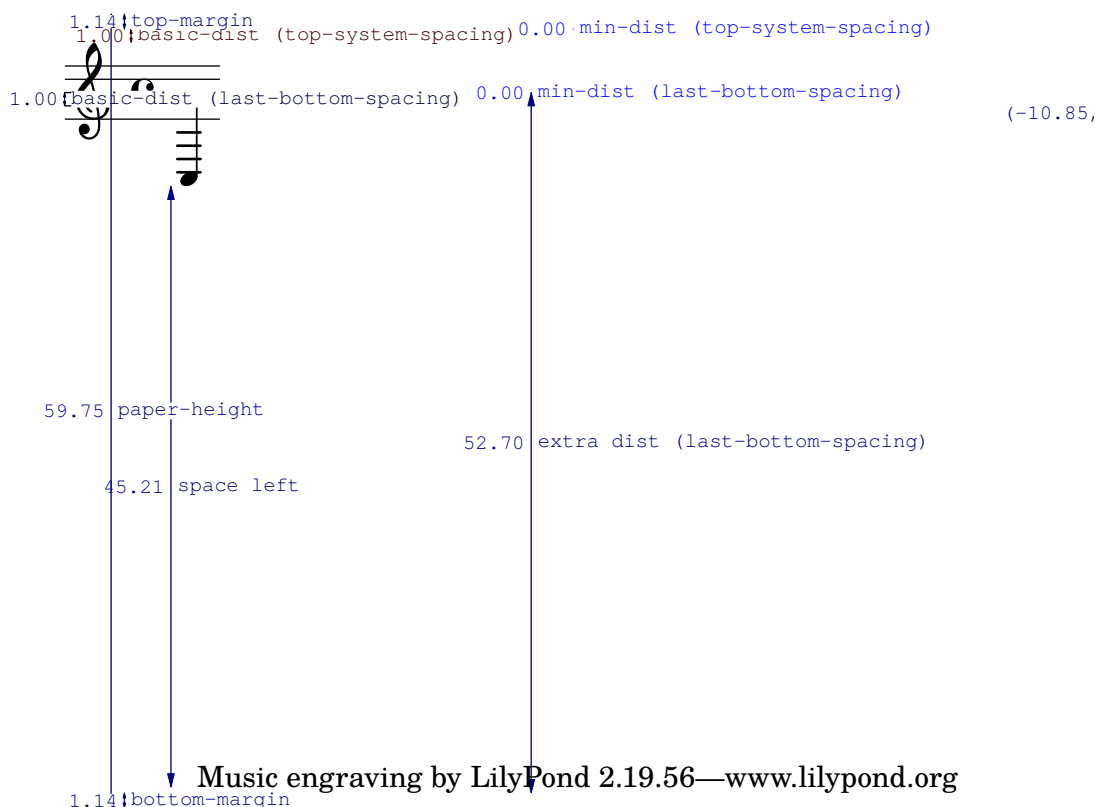 1.14 top-margin
1.00 basic-dist (top-system-spacing) 0.00 min-dist (top-system-spacing)
1.00 basic-dist (last-bottom-spacing) 0.00 min-dist (last-bottom-spacing)
(-10.85,
59.75 paper-height
52.70 extra dist (last-bottom-spacing)
45.21 space left
Music engraving by LilyPond 2.19.56—www.lilypond.org
1.14 bottom-margin